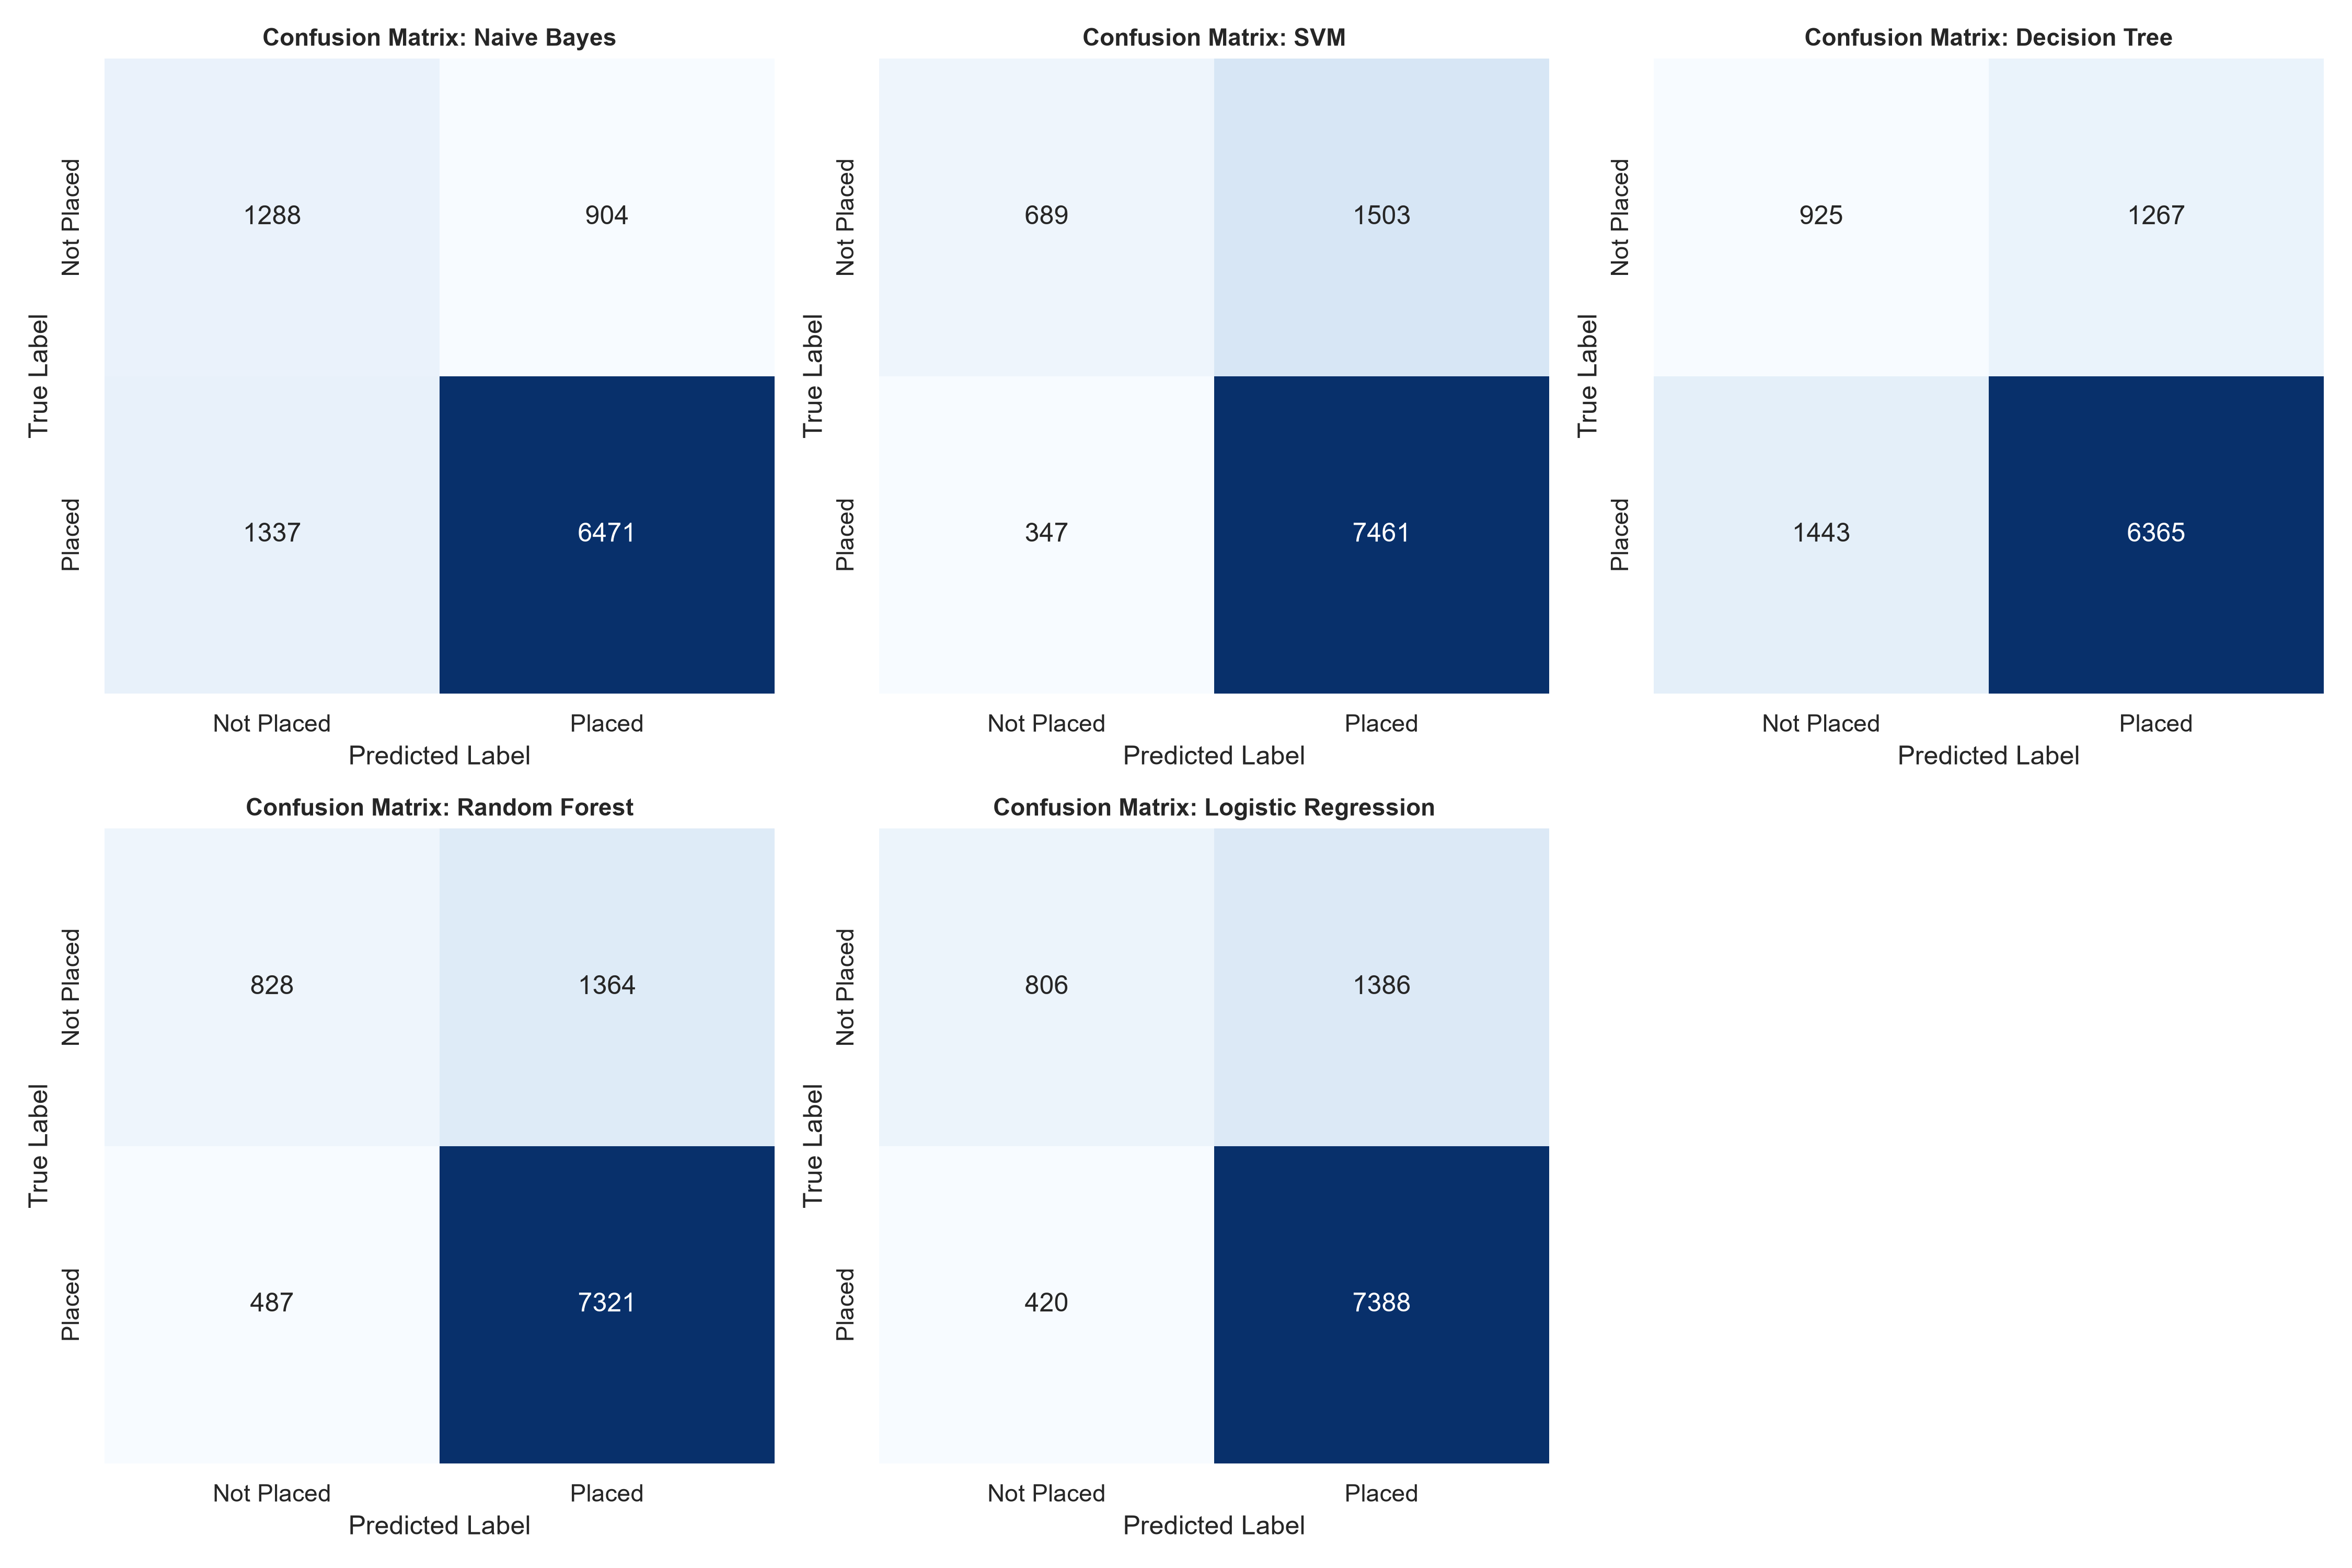 Confusion Matrix: Naive Bayes
True Label
Not Placed
Placed
1288
904
1337
6471
Not Placed
Placed
Predicted Label
Confusion Matrix: SVM
True Label
Not Placed
Placed
689
1503
347
7461
Not Placed
Placed
Predicted Label
Confusion Matrix: Decision Tree
True Label
Not Placed
Placed
925
1267
1443
6365
Not Placed
Placed
Predicted Label
Confusion Matrix: Random Forest
True Label
Not Placed
Placed
828
1364
487
7321
Not Placed
Placed
Predicted Label
Confusion Matrix: Logistic Regression
True Label
Not Placed
Placed
806
1386
420
7388
Not Placed
Placed
Predicted Label